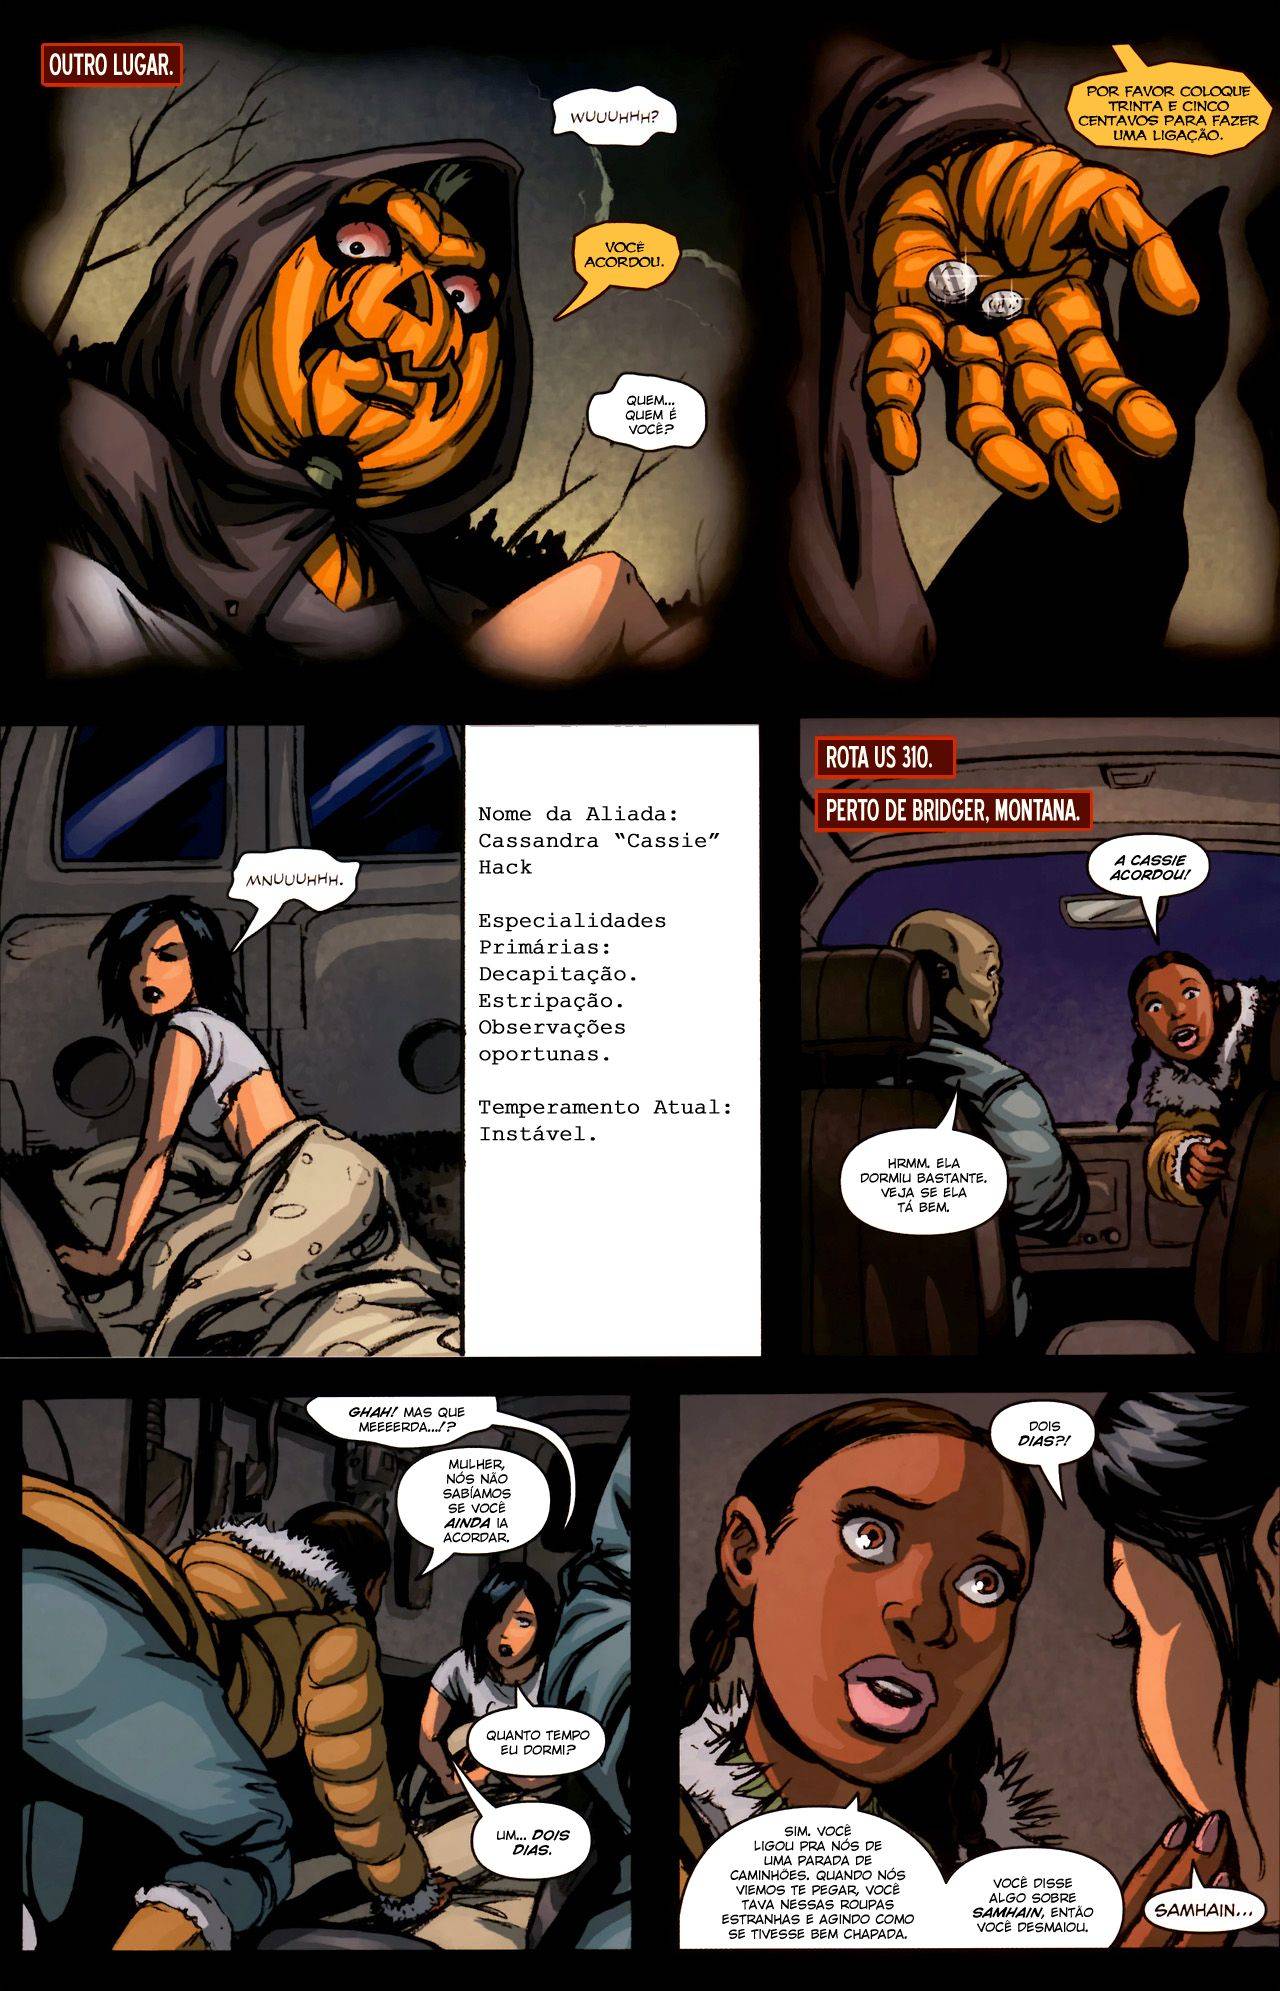 OUTRO LUGAR.
WUUUHHH?
VOCÊ
ACORDOU.
QUEM...
QUEM É
VOCÊ?
POR FAVOR COLOQUE
TRINTA E CINCO
CENTAVOS PARA FAZER
UMA LIGAÇÃO.
MNUUUHHH.
Nome da Aliada:
Cassandra “Cassie”
Hack
Especialidades
Primárias:
Decapitação.
Estripação.
Observações
oportunas.
Temperamento Atual:
Instável.
ROTA US 310.
PERTO DE BRIDGER, MONTANA.
A CASSIE
ACORDOU!
HRMM. ELA
DORMIU BASTANTE.
VEJA SE ELA
TÁ BEM.
GHAH! MAS QUE
MEEEERDA...!?
MULHER,
NÓS NÃO
SABÍAMOS
SE VOCÊ
AINDA IA
ACORDAR.
QUANTO TEMPO
EU DORMI?
UM... DOIS
DIAS.
DOIS
DIAS?!
SIM. VOCÊ
LIGOU PRA NÓS DE
UMA PARADA DE
CAMINHÕES. QUANDO NÓS
VIEMOS TE PEGAR, VOCÊ
TAVA NESSAS ROUPAS
ESTRANHAS E AGINDO COMO
SE TIVESSE BEM CHAPADA.
VOCÊ DISSE
ALGO SOBRE
SAMHAIN, ENTÃO
VOCÊ DESMAIOU.
SAMHAIN...